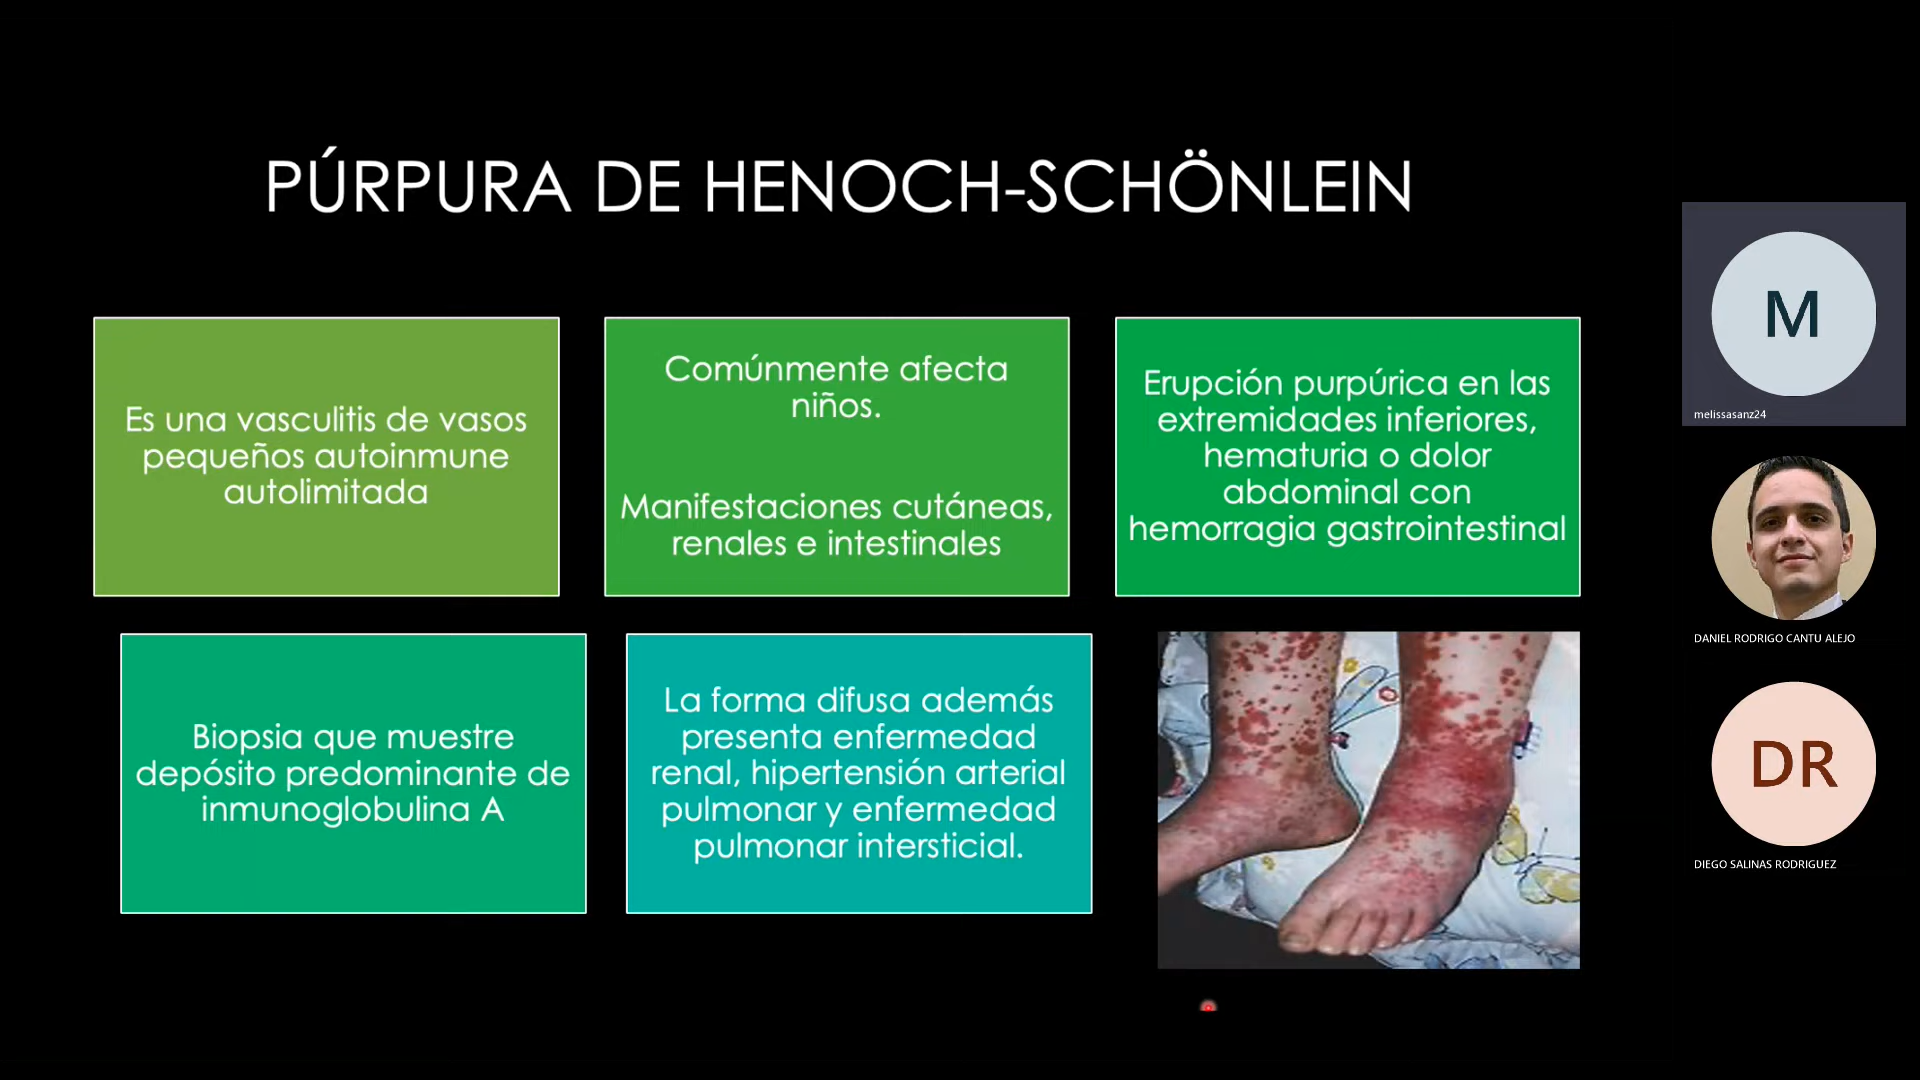 PÚRPURA DE HENOCH-SCHÖNLEIN
Es una vasculitis de vasos
pequeños autoinmune
autolimitada
Comúnmente afecta
niños.
Manifestaciones cutáneas,
renales e intestinales
Erupción purpúrica en las
extremidades inferiores,
hematuria o dolor
abdominal con
hemorragia gastrointestinal
Biopsia que muestre
depósito predominante de
inmunoglobulina A
La forma difusa además
presenta enfermedad
renal, hipertensión arterial
pulmonar y enfermedad
pulmonar intersticial.
M
melissasanz24
DANIEL RODRIGO CANTU ALEJO
DR
DIEGO SALINAS RODRIGUEZ